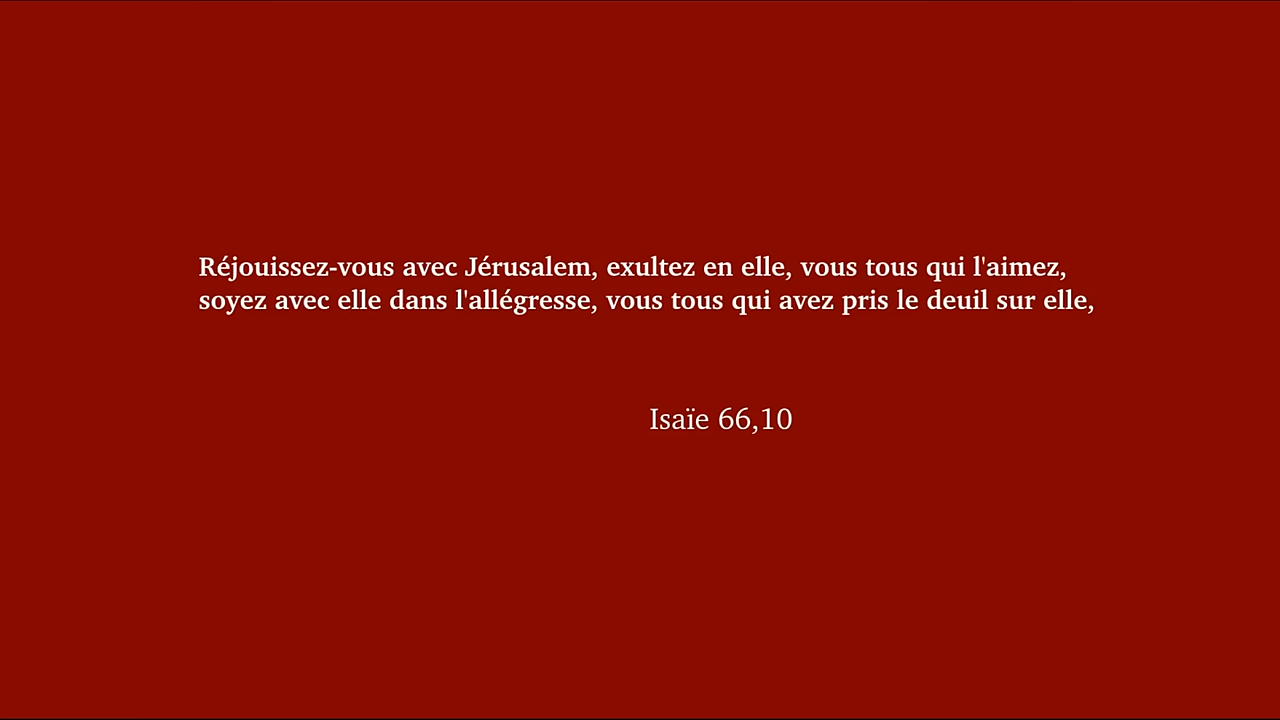 Réjouissez-vous avec Jérusalem, exultez en elle, vous tous qui l'aimez,
soyez avec elle dans l'allégresse, vous tous qui avez pris le deuil sur elle,
Isaïe 66,10